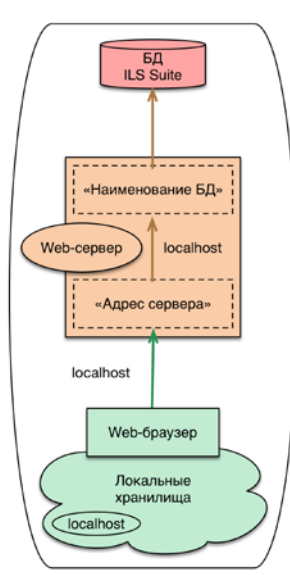 БД
ILS Suite
«Наименование БД»
Web-сервер
localhost
«Адрес сервера»
localhost
Web-браузер
Локальные
хранилища
localhost